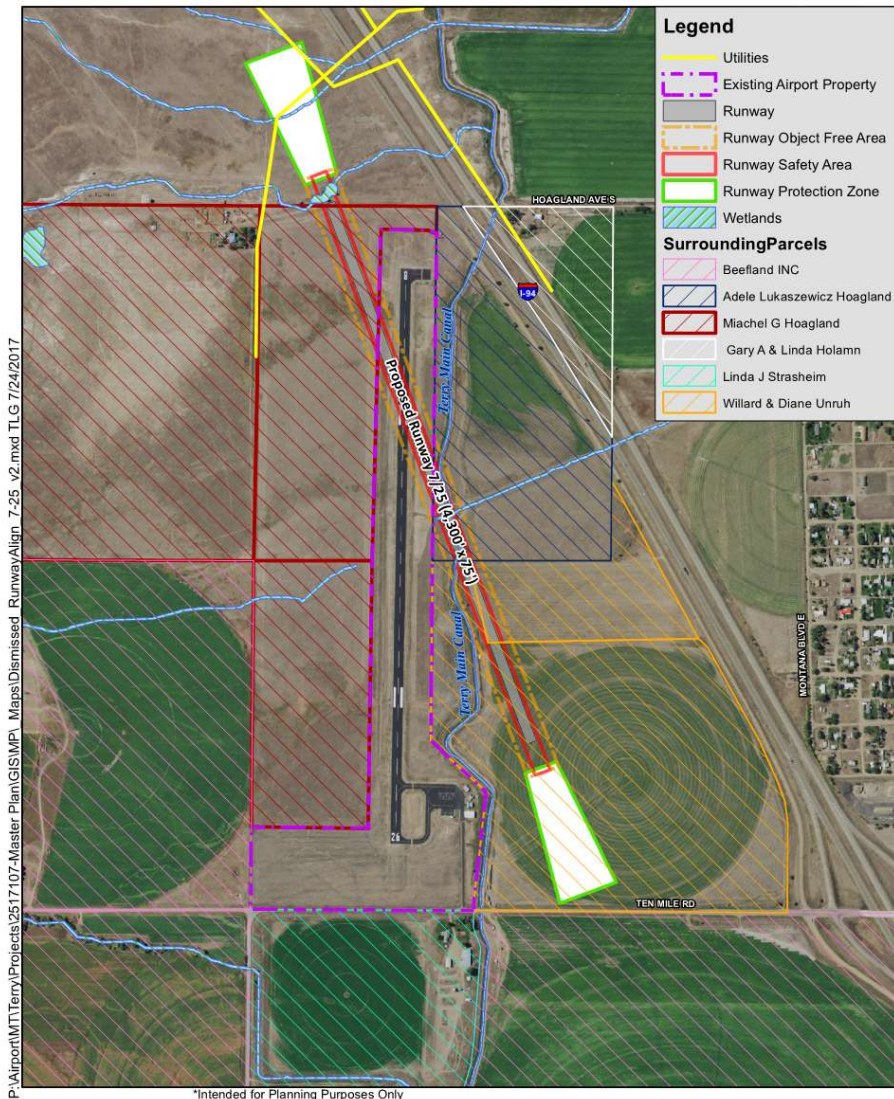 Legend
Utilities
Existing Airport Property
Runway
Runway Object Free Area
Runway Safety Area
Runway Protection Zone
Wetlands
SurroundingParcels
Beefland INC
Adele Lukaszewicz Hoagland
Miachel G Hoagland
Gary A & Linda Holamn
Linda J Strasheim
Willard & Diane Unruh
HOAGLAND AVE S
I-94
8
Terry Main Canal
Proposed Runway 7/25 (4,300' x 75')
Terry Main Canal
MONTANA BLVD E
26
TEN MILE RD
P:\Airport\MT\Terry\Projects\2517107-Master Plan\GIS\MP\_Maps\Dismissed_RunwayAlign_7-25_v2.mxd TLG 7/24/2017
*Intended for Planning Purposes Only